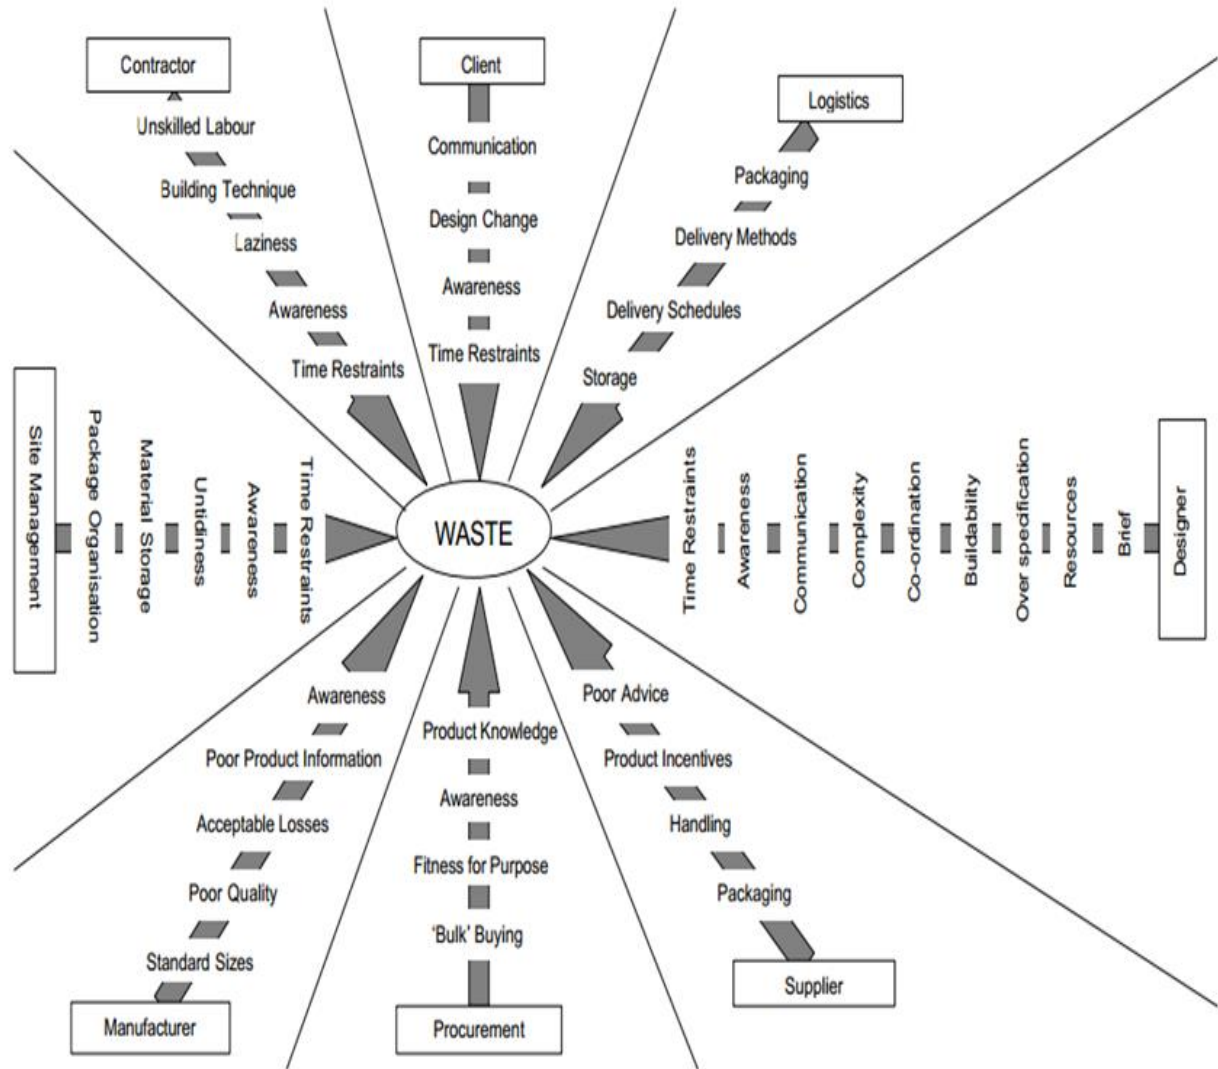 Contractor
Unskilled Labour
Building Technique
Laziness
Awareness
Time Restraints
Client
Communication
Design Change
Awareness
Time Restraints
Logistics
Packaging
Delivery Methods
Delivery Schedules
Storage
Site Management
Package Organisation
Material Storage
Untidiness
Awareness
Time Restraints
WASTE
Time Restraints
Awareness
Communication
Complexity
Co-ordination
Buildability
Over specification
Resources
Brief
Designer
Awareness
Poor Product Information
Acceptable Losses
Poor Quality
Standard Sizes
Manufacturer
Product Knowledge
Awareness
Fitness for Purpose
'Bulk' Buying
Procurement
Poor Advice
Product Incentives
Handling
Packaging
Supplier